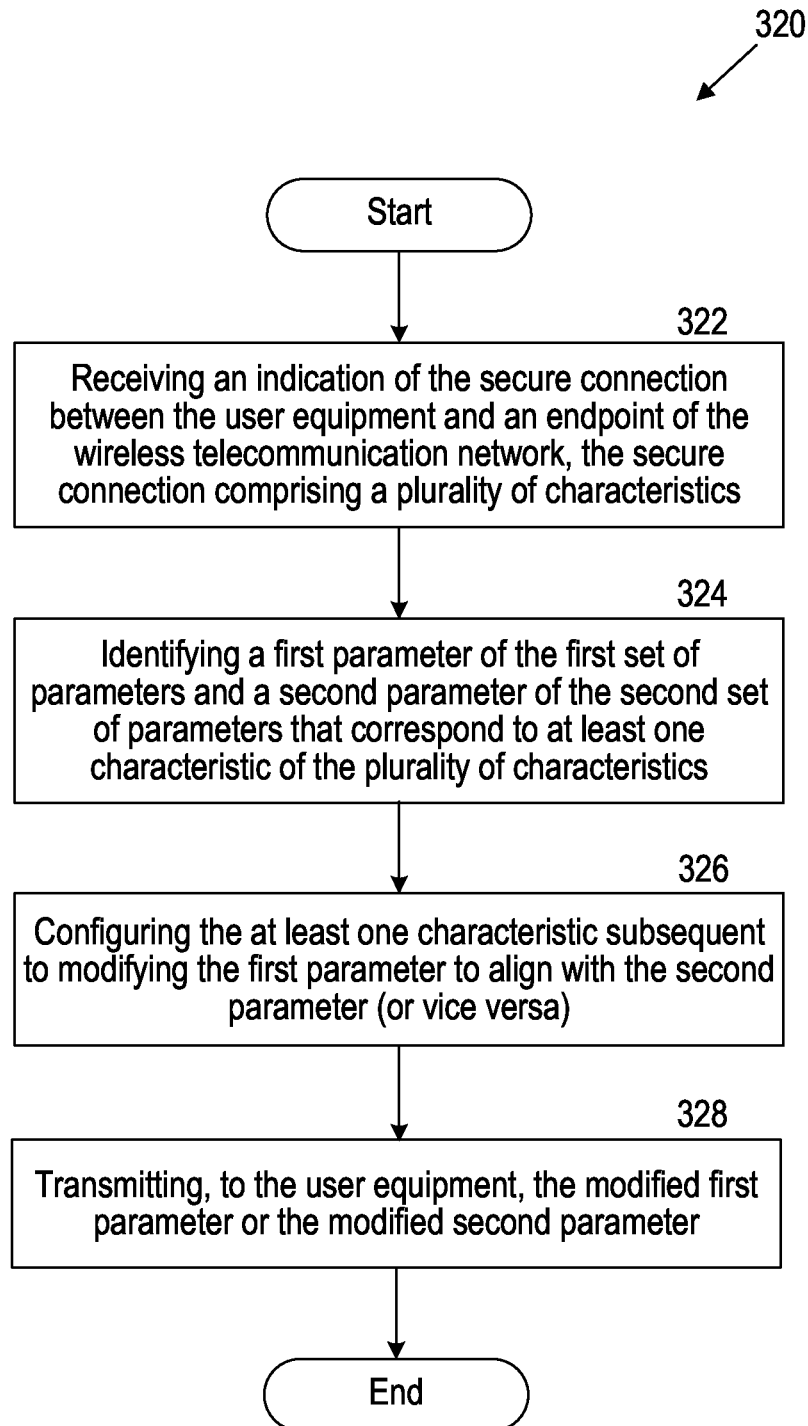 320
Start
322
Receiving an indication of the secure connection
between the user equipment and an endpoint of the
wireless telecommunication network, the secure
connection comprising a plurality of characteristics
324
Identifying a first parameter of the first set of
parameters and a second parameter of the second set
of parameters that correspond to at least one
characteristic of the plurality of characteristics
326
Configuring the at least one characteristic subsequent
to modifying the first parameter to align with the second
parameter (or vice versa)
328
Transmitting, to the user equipment, the modified first
parameter or the modified second parameter
End